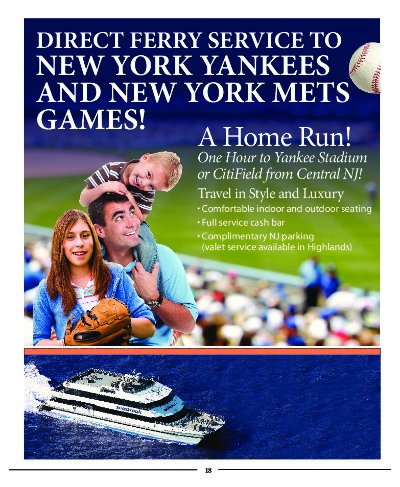 DIRECT FERRY SERVICE TO
NEW YORK YANKEES
AND NEW YORK METS
GAMES!
A Home Run!
One Hour to Yankee Stadium
or CitiField from Central NJ!
Travel in Style and Luxury
• Comfortable indoor and outdoor seating
• Full service cash bar
• Complimentary NJ parking
(valet service available in Highlands)
18